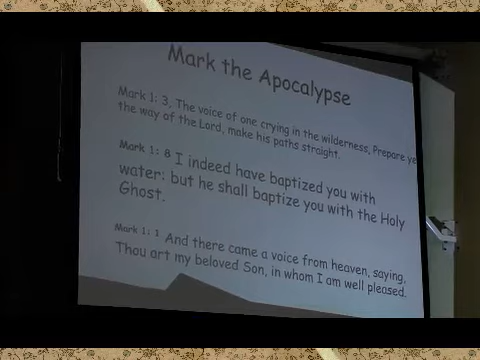 Mark the Apocalypse
Mark 1: 3, The voice of one crying in the wilderness, Prepare ye
the way of the Lord, make his paths straight.
Mark 1: 8 I indeed have baptized you with
water: but he shall baptize you with the Holy
Ghost.
Mark 1: 1 And there came a voice from heaven, saying,
Thou art my beloved Son, in whom I am well pleased.